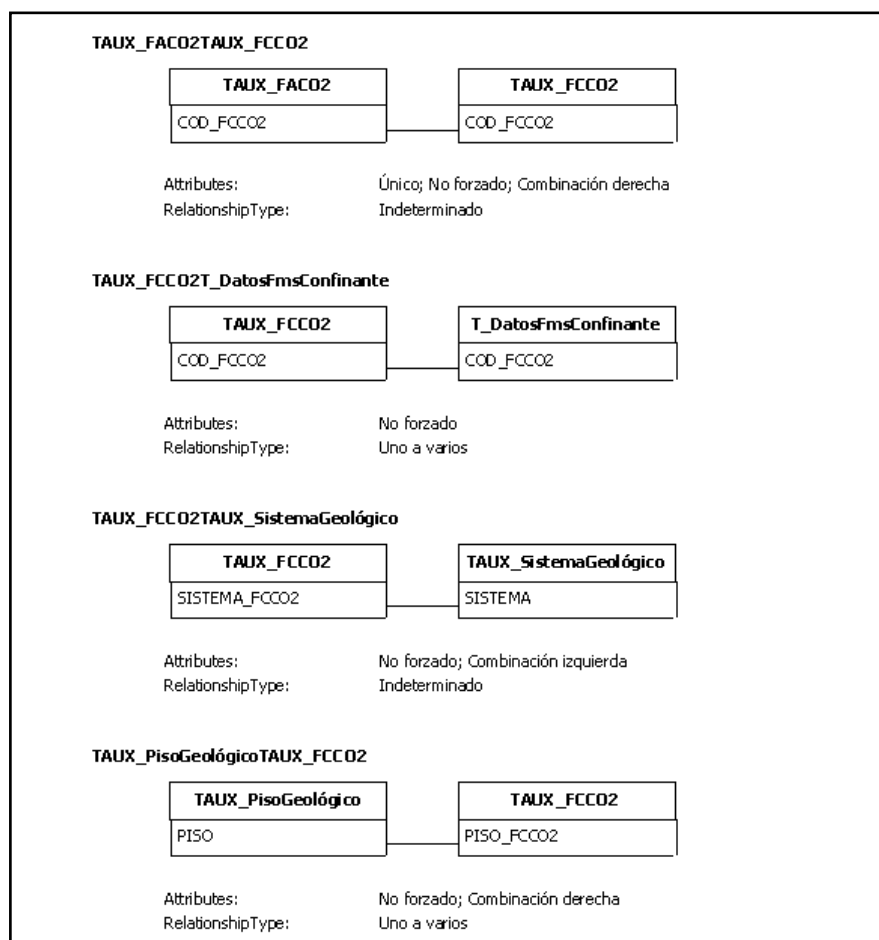 TAUX_FACO2TAUX_FCCO2
TAUX_FACO2 TAUX_FCCO2
COD_FCCO2 COD_FCCO2
Attributes: Único; No forzado; Combinación derecha
RelationshipType: Indeterminado
TAUX_FCCO2T_DatosFmsConfinante
TAUX_FCCO2 T_DatosFmsConfinante
COD_FCCO2 COD_FCCO2
Attributes: No forzado
RelationshipType: Uno a varios
TAUX_FCCO2TAUX_SistemaGeológico
TAUX_FCCO2 TAUX_SistemaGeológico
SISTEMA_FCCO2 SISTEMA
Attributes: No forzado; Combinación izquierda
RelationshipType: Indeterminado
TAUX_PisoGeológicoTAUX_FCCO2
TAUX_PisoGeológico TAUX_FCCO2
PISO PISO_FCCO2
Attributes: No forzado; Combinación derecha
RelationshipType: Uno a varios